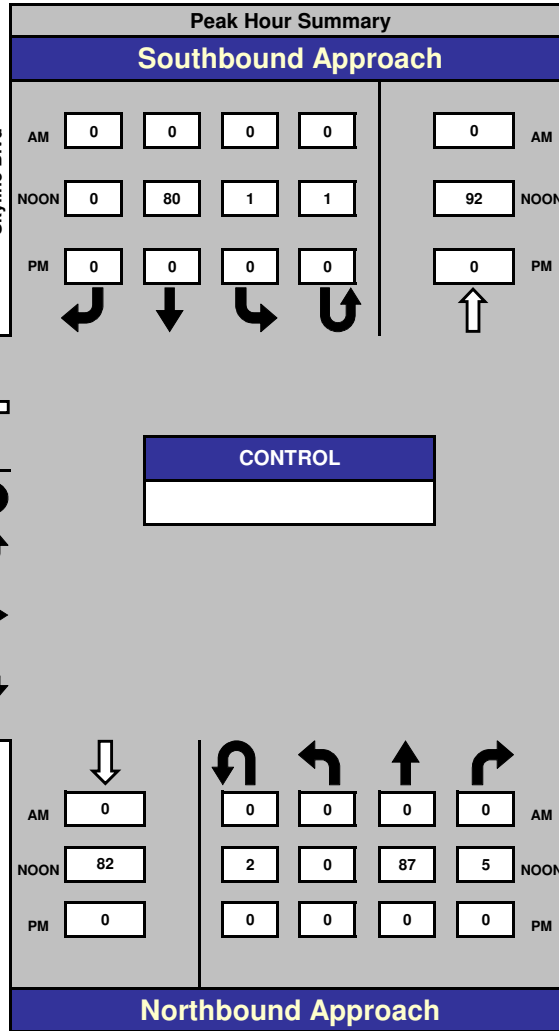 Peak Hour Summary
Southbound Approach
AM 0 0 0 0 0 AM
NOON 0 80 1 1 92 NOON
PM 0 0 0 0 0 PM
CONTROL
AM 0 0 0 0 0 AM
NOON 82 2 0 87 5 NOON
PM 0 0 0 0 0 PM
Northbound Approach